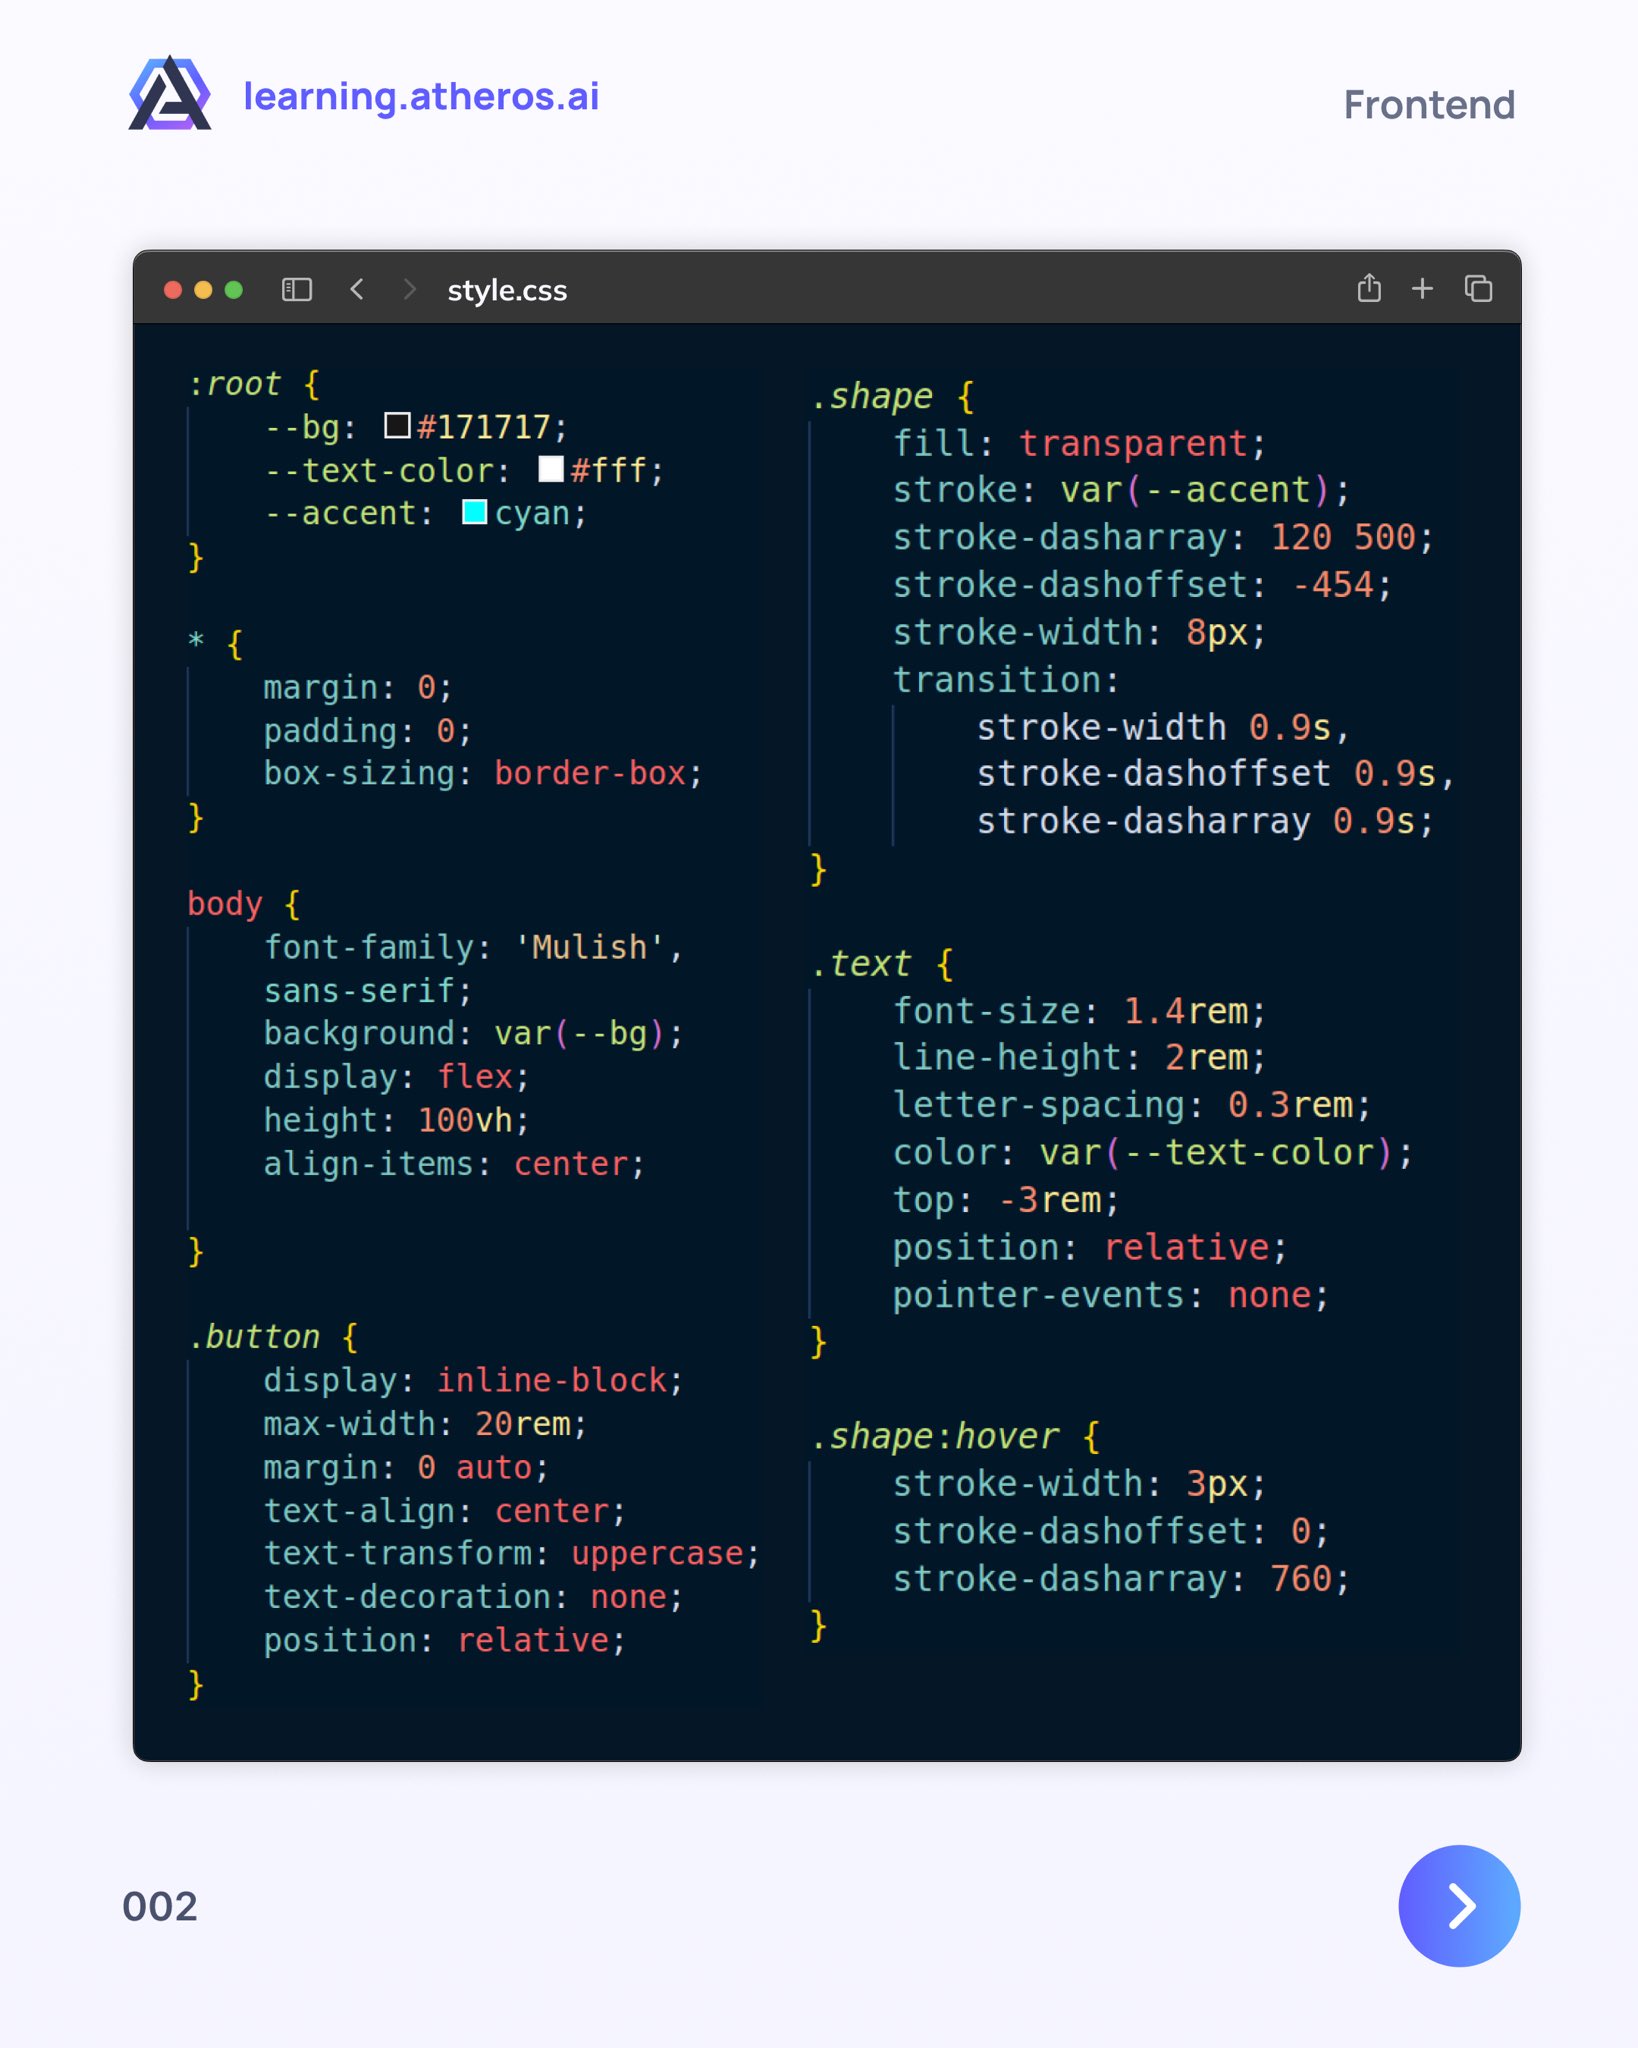 learning.atheros.ai
Frontend
style.css
:root {
--bg: #171717;
--text-color: #fff;
--accent: cyan;
}
* {
margin: 0;
padding: 0;
box-sizing: border-box;
}
body {
font-family: 'Mulish',
sans-serif;
background: var(--bg);
display: flex;
height: 100vh;
align-items: center;
}
.button {
display: inline-block;
max-width: 20rem;
margin: 0 auto;
text-align: center;
text-transform: uppercase;
text-decoration: none;
position: relative;
}
.shape {
fill: transparent;
stroke: var(--accent);
stroke-dasharray: 120 500;
stroke-dashoffset: -454;
stroke-width: 8px;
transition:
stroke-width 0.9s,
stroke-dashoffset 0.9s,
stroke-dasharray 0.9s;
}
.text {
font-size: 1.4rem;
line-height: 2rem;
letter-spacing: 0.3rem;
color: var(--text-color);
top: -3rem;
position: relative;
pointer-events: none;
}
.shape:hover {
stroke-width: 3px;
stroke-dashoffset: 0;
stroke-dasharray: 760;
}
002